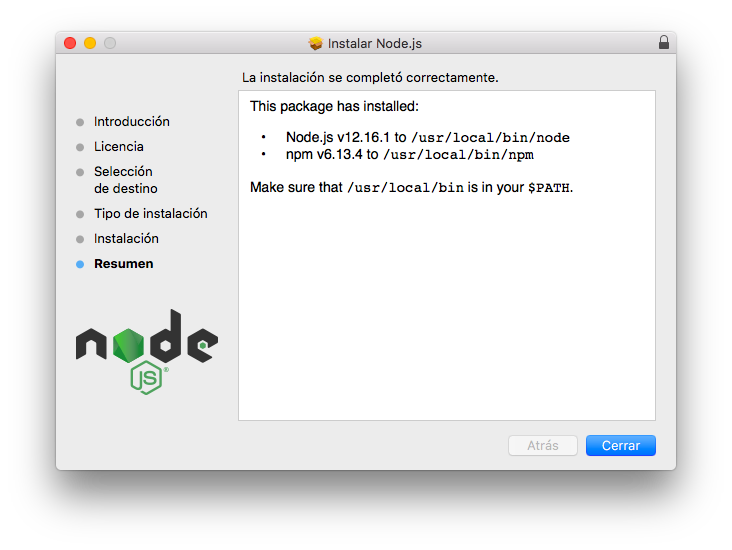 Instalar Node.js
La instalación se completó correctamente.
Introducción
Licencia
Selección
de destino
Tipo de instalación
Instalación
Resumen
This package has installed:
• Node.js v12.16.1 to /usr/local/bin/node
• npm v6.13.4 to /usr/local/bin/npm
Make sure that /usr/local/bin is in your $PATH.
node
JS®
Atrás
Cerrar